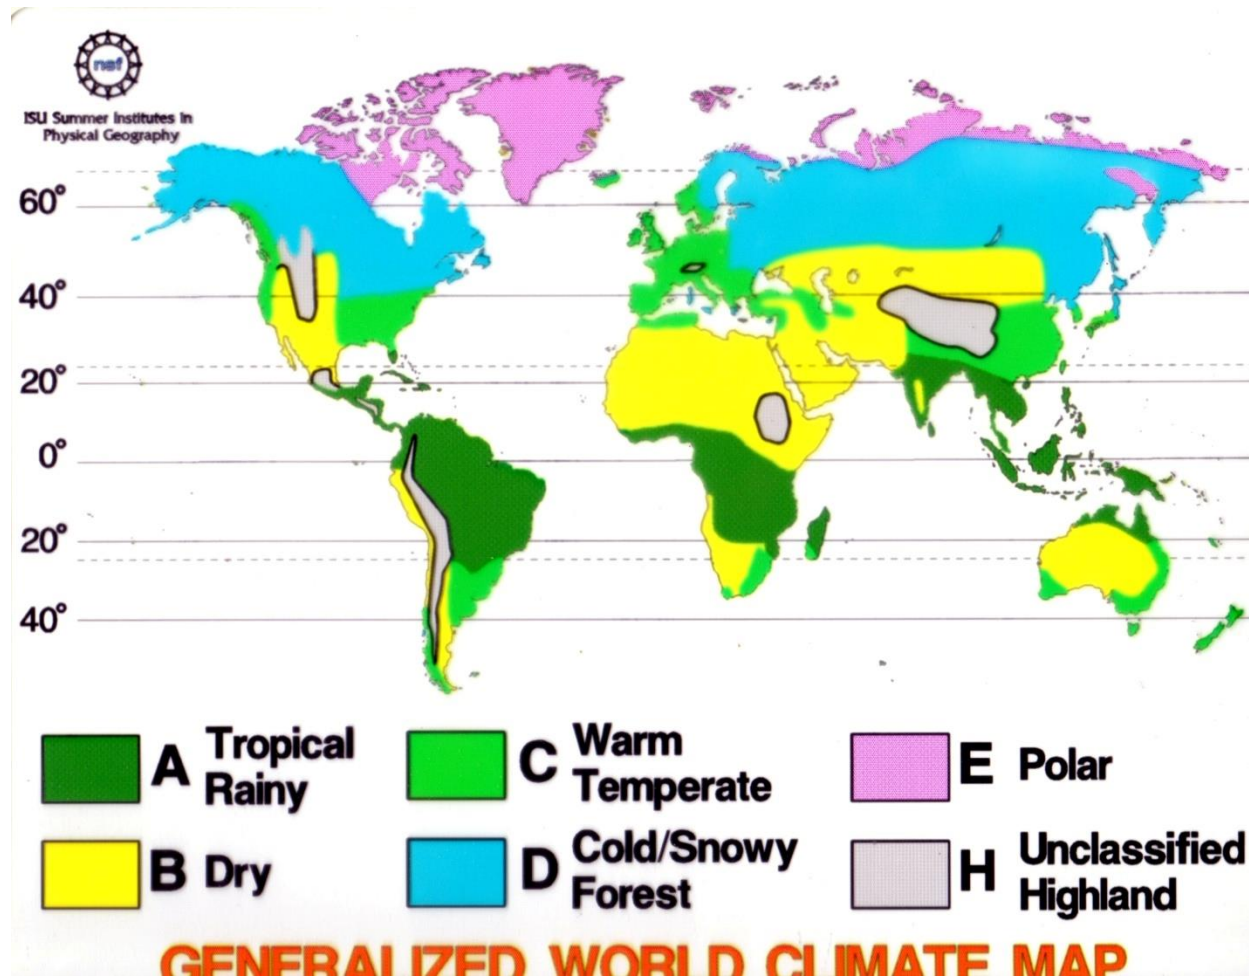 nsf
ISU Summer Institutes in
Physical Geography
60°
40°
20°
0°
20°
40°
A Tropical
Rainy
B Dry
C Warm
Temperate
D Cold/Snowy
Forest
E Polar
H Unclassified
Highland
GENERALIZED WORLD CLIMATE MAP